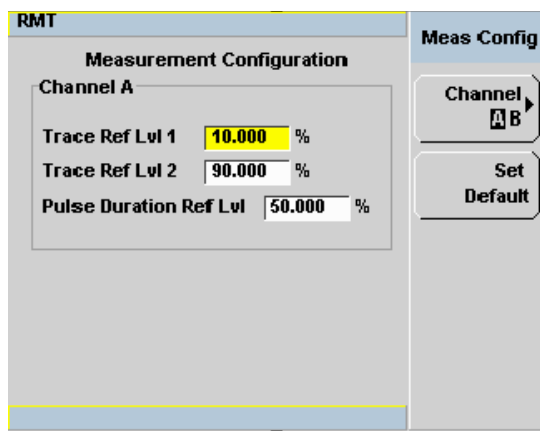 RMT
Meas Config
Measurement Configuration
Channel A
Trace Ref Lvl 1 10.000 %
Trace Ref Lvl 2 90.000 %
Pulse Duration Ref Lvl 50.000 %
Channel
A B
Set
Default